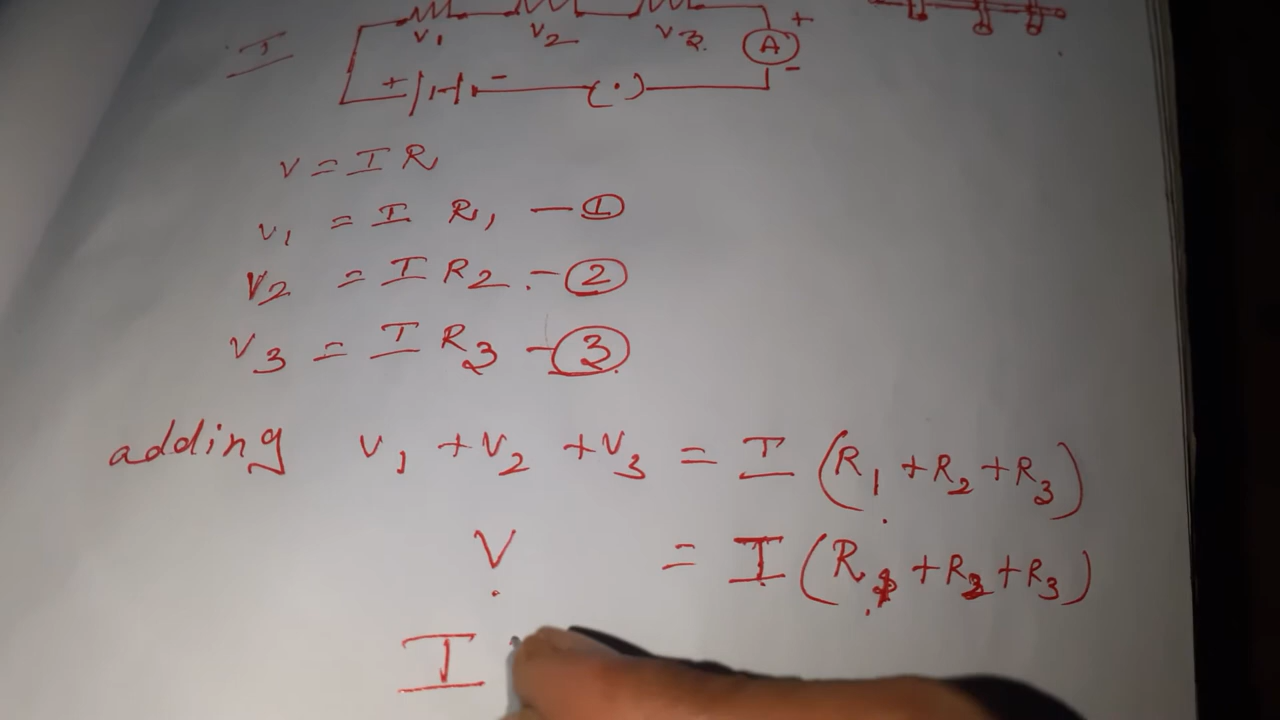 V1 V2 V3 A +
I
+ - (·) -
V = I R
V1 = I R1 - 1
V2 = I R2 - 2
V3 = I R3 - 3
adding V1 + V2 + V3 = I (R1 + R2 + R3)
V = I (R1 + R2 + R3)
I